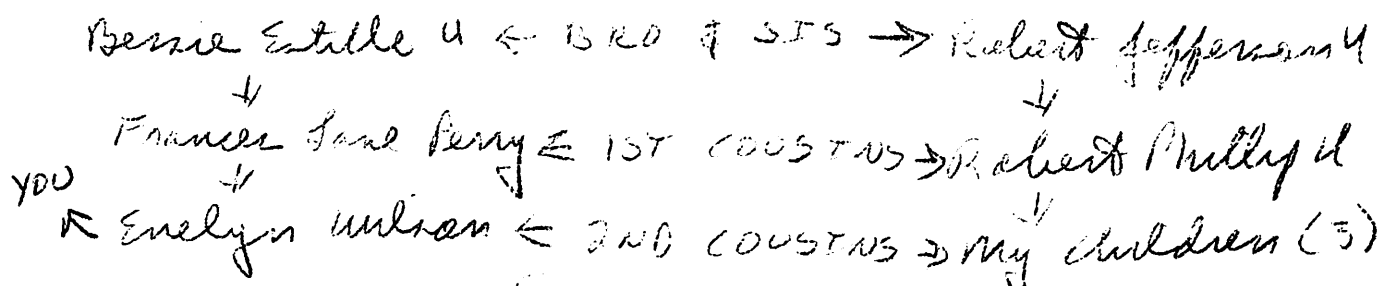 Bessie Estelle U ← BRO & SIS → Robert Jefferson U
↓ ↓
Frances Jane Perry ← 1ST COUSINS → Robert Phillip U
↓ ↓
YOU
↖ Evelyn Wilson ← 2ND COUSINS → My children (3)